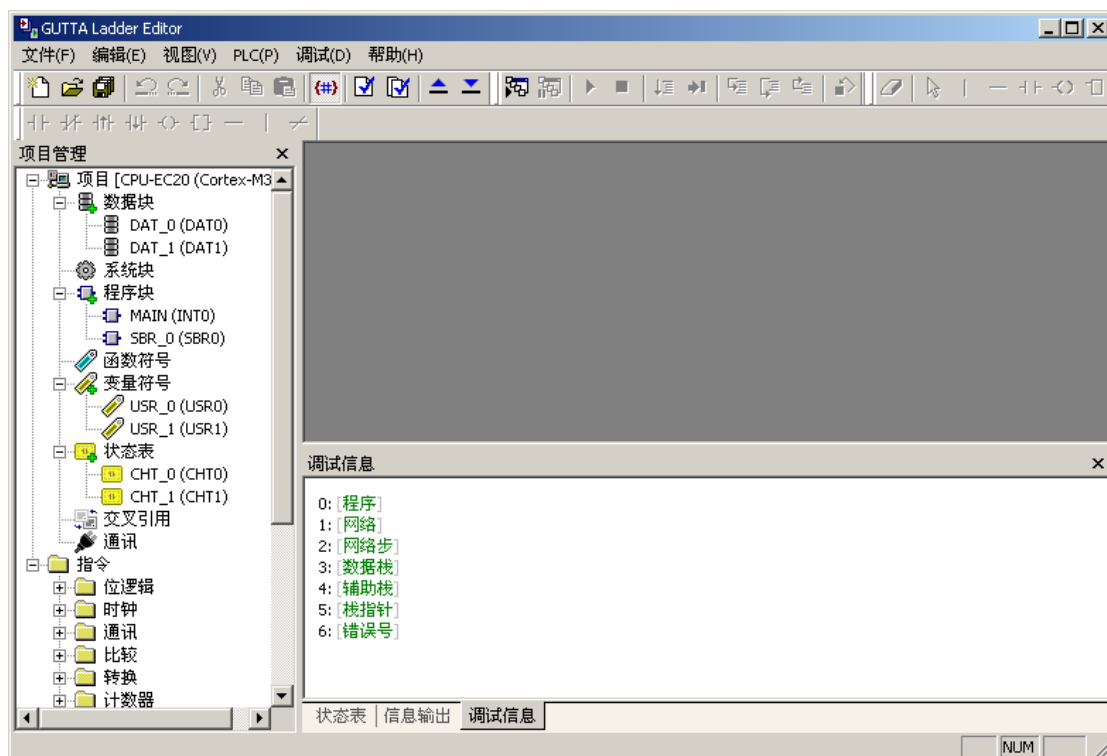 GUTTA Ladder Editor
文件(F) 编辑(E) 视图(V) PLC(P) 调试(D) 帮助(H)
项目管理
项目 [CPU-EC20 (Cortex-M3
数据块
DAT_0 (DAT0)
DAT_1 (DAT1)
系统块
程序块
MAIN (INT0)
SBR_0 (SBR0)
函数符号
变量符号
USR_0 (USR0)
USR_1 (USR1)
状态表
CHT_0 (CHT0)
CHT_1 (CHT1)
交叉引用
通讯
指令
位逻辑
时钟
通讯
比较
转换
计数器
调试信息
0: [程序]
1: [网络]
2: [网络步]
3: [数据栈]
4: [辅助栈]
5: [栈指针]
6: [错误号]
状态表 信息输出 调试信息
NUM